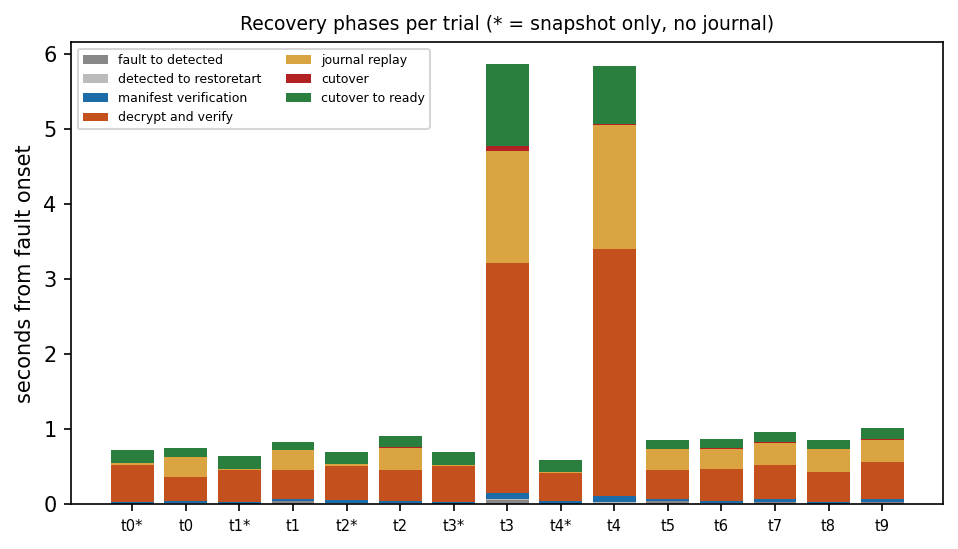 Recovery phases per trial (* = snapshot only, no journal)
seconds from fault onset
6
5
4
3
2
1
0
fault to detected
detected to restoretart
manifest verification
decrypt and verify
journal replay
cutover
cutover to ready
t0* t0 t1* t1 t2* t2 t3* t3 t4* t4 t5 t6 t7 t8 t9